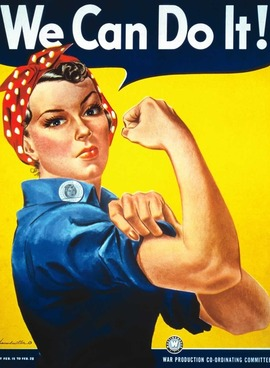 We Can Do It!
WAR PRODUCTION CO-ORDINATING COMMITTEE